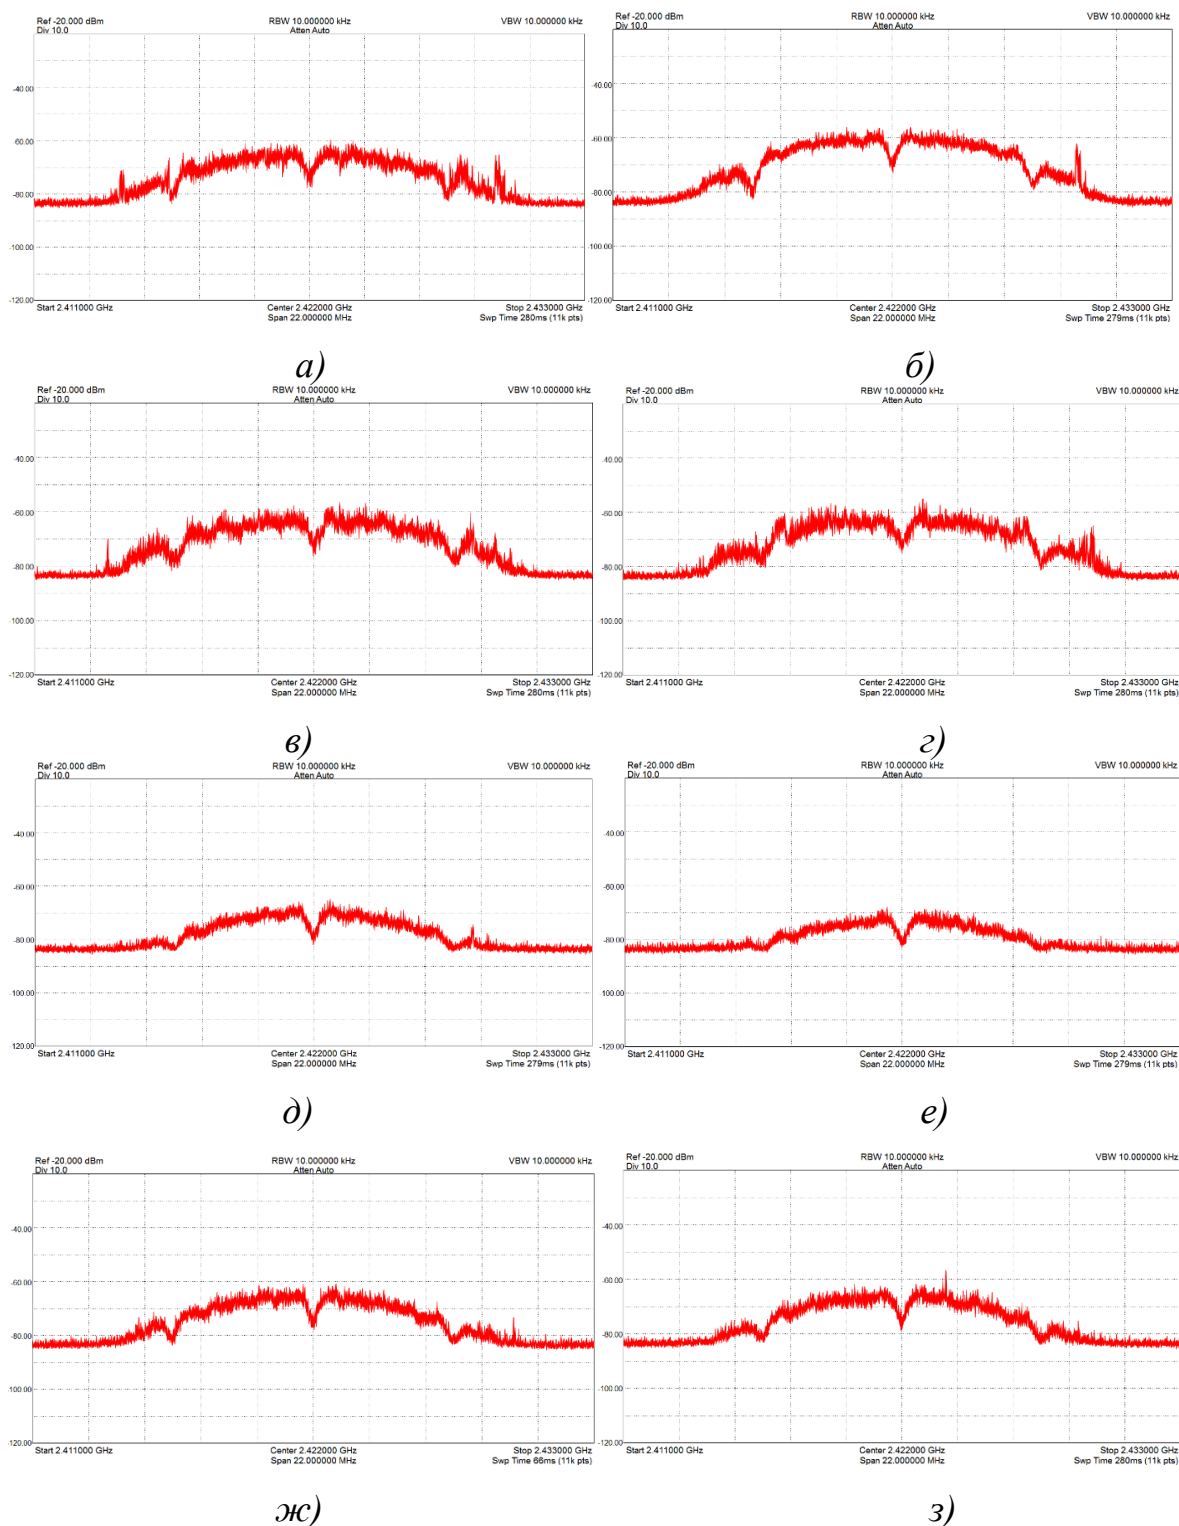 Ref -20.000 dBm RBW 10.000000 kHz VBW 10.000000 kHz
Div 10.0 Atten Auto
-40.00
-60.00
-80.00
-100.00
-120.00
Start 2.411000 GHz Center 2.422000 GHz Stop 2.433000 GHz
Span 22.000000 MHz Swp Time 280ms (11k pts)
а)
Ref -20.000 dBm RBW 10.000000 kHz VBW 10.000000 kHz
Div 10.0 Atten Auto
-40.00
-60.00
-80.00
-100.00
-120.00
Start 2.411000 GHz Center 2.422000 GHz Stop 2.433000 GHz
Span 22.000000 MHz Swp Time 279ms (11k pts)
б)
Ref -20.000 dBm RBW 10.000000 kHz VBW 10.000000 kHz
Div 10.0 Atten Auto
-40.00
-60.00
-80.00
-100.00
-120.00
Start 2.411000 GHz Center 2.422000 GHz Stop 2.433000 GHz
Span 22.000000 MHz Swp Time 280ms (11k pts)
в)
Ref -20.000 dBm RBW 10.000000 kHz VBW 10.000000 kHz
Div 10.0 Atten Auto
-40.00
-60.00
-80.00
-100.00
-120.00
Start 2.411000 GHz Center 2.422000 GHz Stop 2.433000 GHz
Span 22.000000 MHz Swp Time 280ms (11k pts)
г)
Ref -20.000 dBm RBW 10.000000 kHz VBW 10.000000 kHz
Div 10.0 Atten Auto
-40.00
-60.00
-80.00
-100.00
-120.00
Start 2.411000 GHz Center 2.422000 GHz Stop 2.433000 GHz
Span 22.000000 MHz Swp Time 279ms (11k pts)
д)
Ref -20.000 dBm RBW 10.000000 kHz VBW 10.000000 kHz
Div 10.0 Atten Auto
-40.00
-60.00
-80.00
-100.00
-120.00
Start 2.411000 GHz Center 2.422000 GHz Stop 2.433000 GHz
Span 22.000000 MHz Swp Time 279ms (11k pts)
е)
Ref -20.000 dBm RBW 10.000000 kHz VBW 10.000000 kHz
Div 10.0 Atten Auto
-40.00
-60.00
-80.00
-100.00
-120.00
Start 2.411000 GHz Center 2.422000 GHz Stop 2.433000 GHz
Span 22.000000 MHz Swp Time 66ms (11k pts)
ж)
Ref -20.000 dBm RBW 10.000000 kHz VBW 10.000000 kHz
Div 10.0 Atten Auto
-40.00
-60.00
-80.00
-100.00
-120.00
Start 2.411000 GHz Center 2.422000 GHz Stop 2.433000 GHz
Span 22.000000 MHz Swp Time 280ms (11k pts)
з)